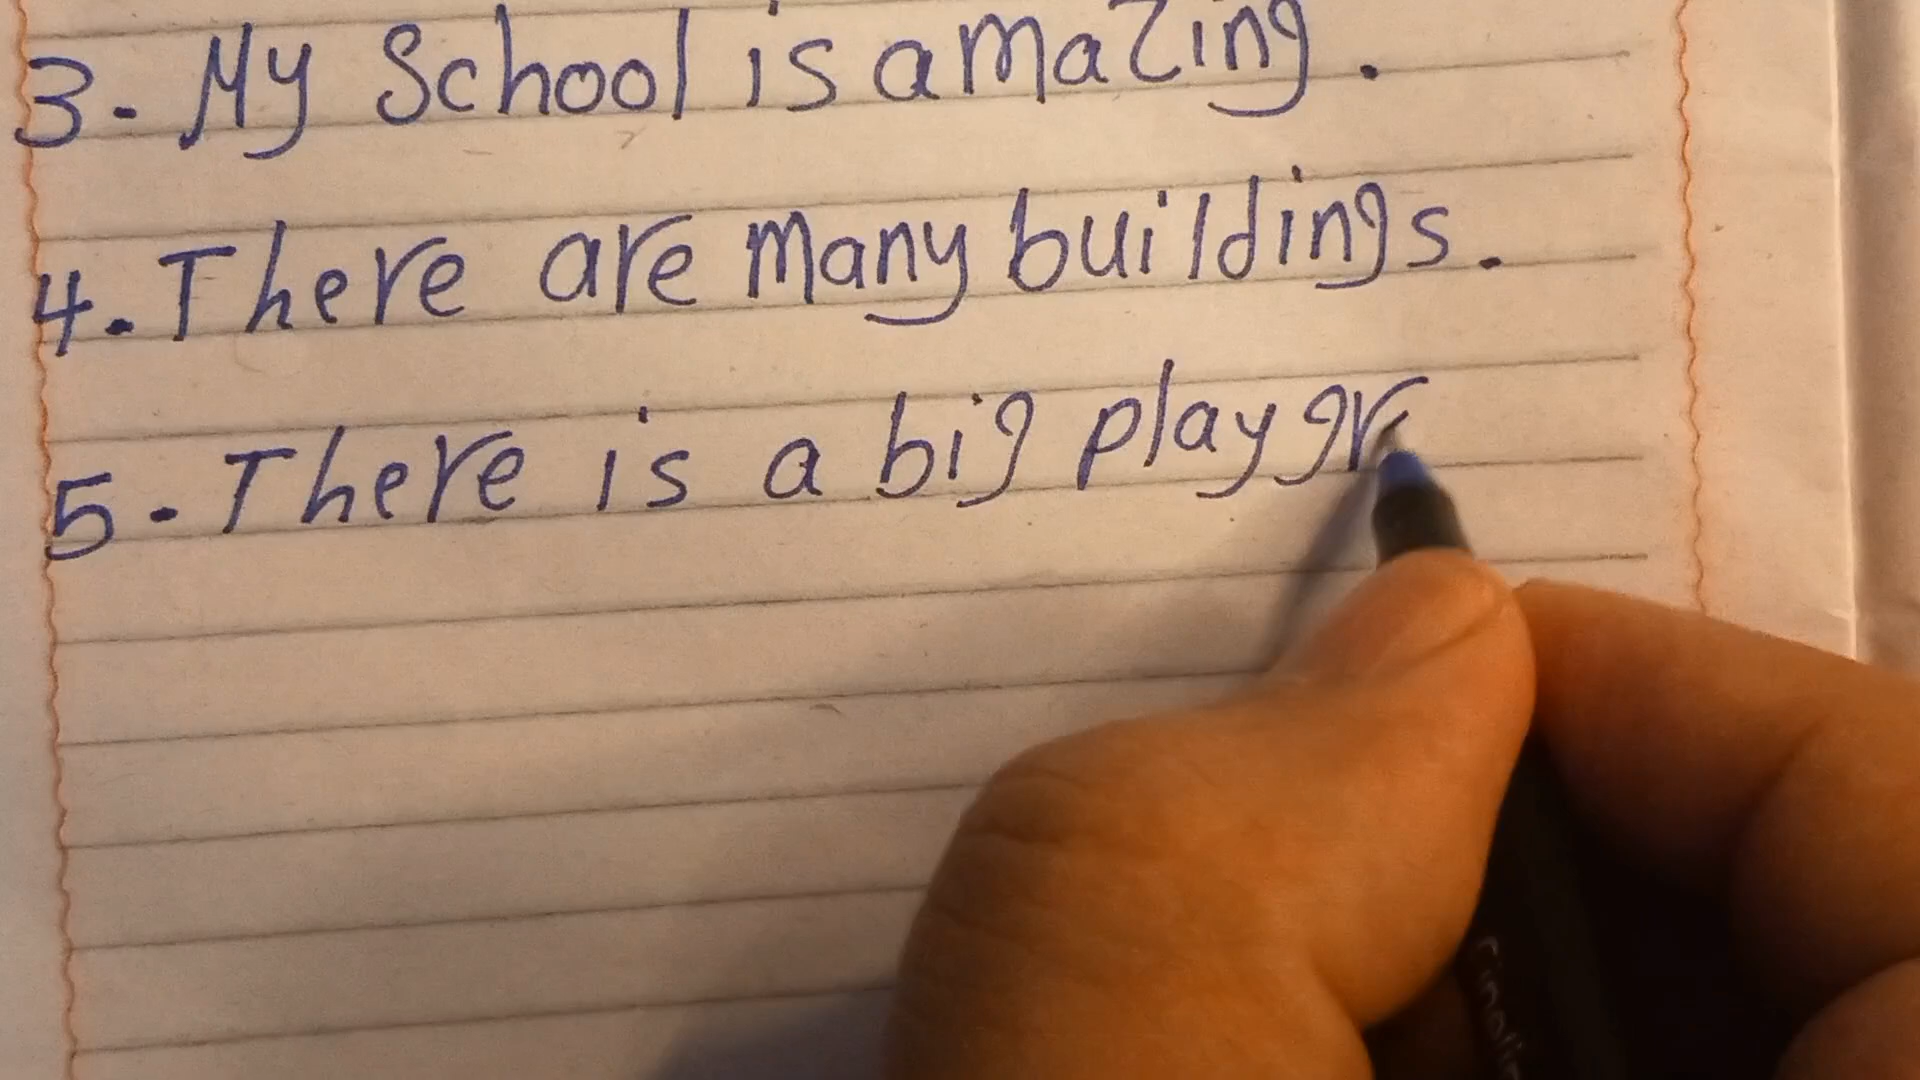 3- My School is amazing.
4. There are many buildings.
5- There is a big playgr